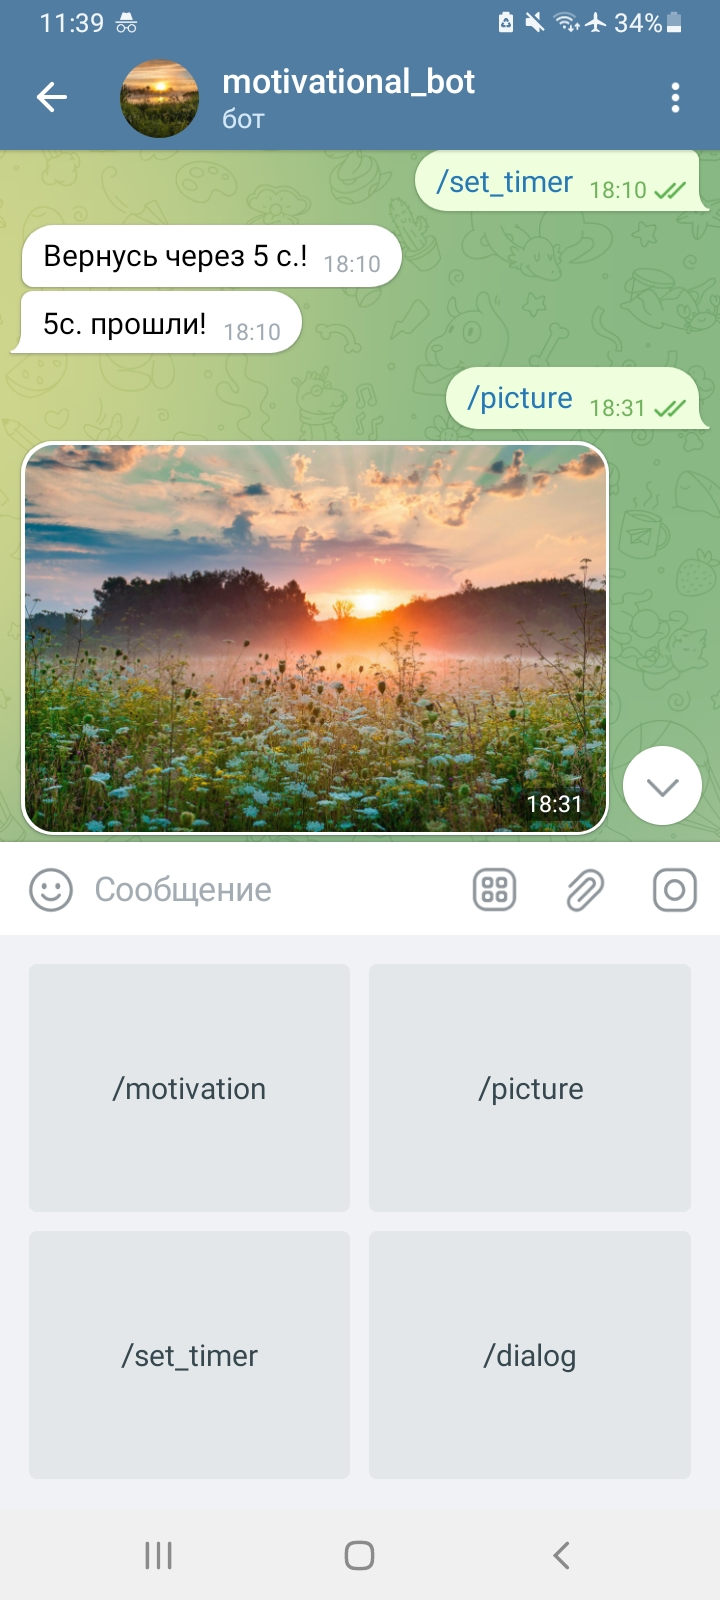 11:39 34%
motivational_bot
бот
/set_timer 18:10
Вернусь через 5 с.! 18:10
5с. прошли! 18:10
/picture 18:31
18:31
Сообщение
/motivation /picture
/set_timer /dialog